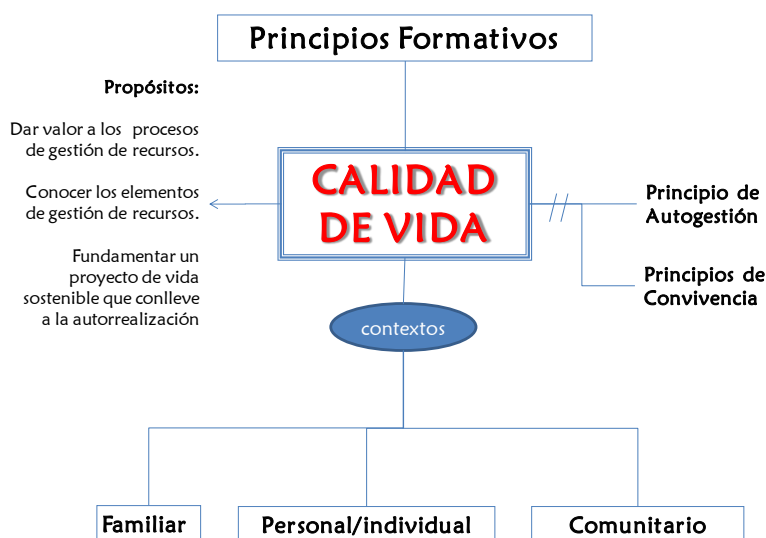 Principios Formativos
Propósitos:
Dar valor a los procesos
de gestión de recursos.
Conocer los elementos
de gestión de recursos.
Fundamentar un
proyecto de vida
sostenible que conlleve
a la autorrealización
CALIDAD
DE VIDA
Principio de
Autogestión
Principios de
Convivencia
contextos
Familiar
Personal/individual
Comunitario